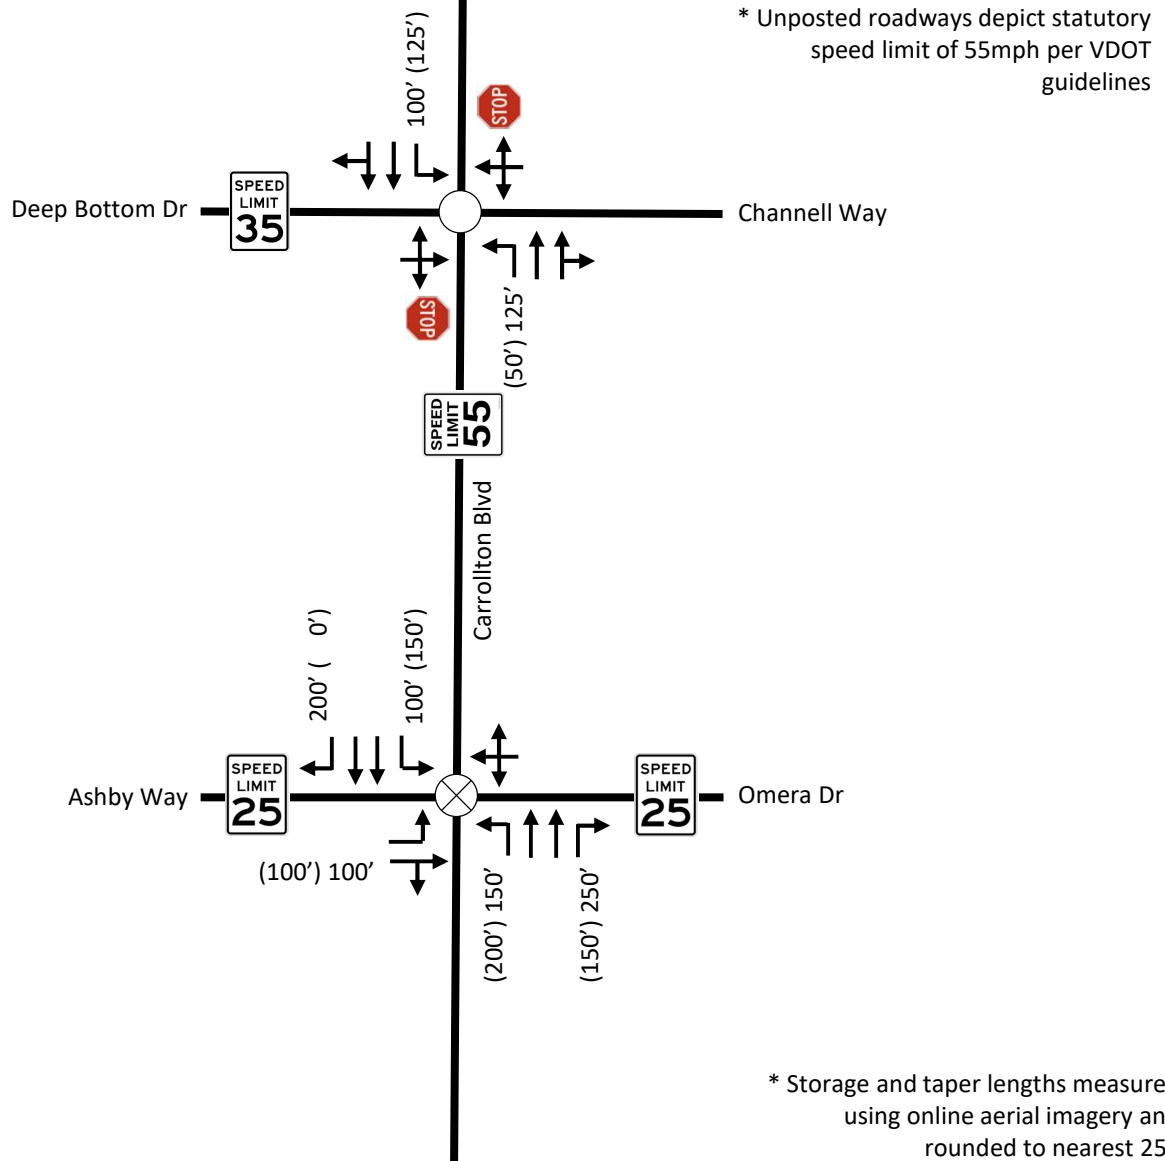 * Unposted roadways depict statutory
speed limit of 55mph per VDOT
guidelines
100' (125')
STOP
Deep Bottom Dr
SPEED
LIMIT
35
Channell Way
STOP
(50') 125'
SPEED
LIMIT
55
Carrollton Blvd
200' ( 0')
100' (150')
Ashby Way
SPEED
LIMIT
25
SPEED
LIMIT
25
Omera Dr
(100') 100'
(200') 150'
(150') 250'
* Storage and taper lengths measure
using online aerial imagery an
rounded to nearest 25